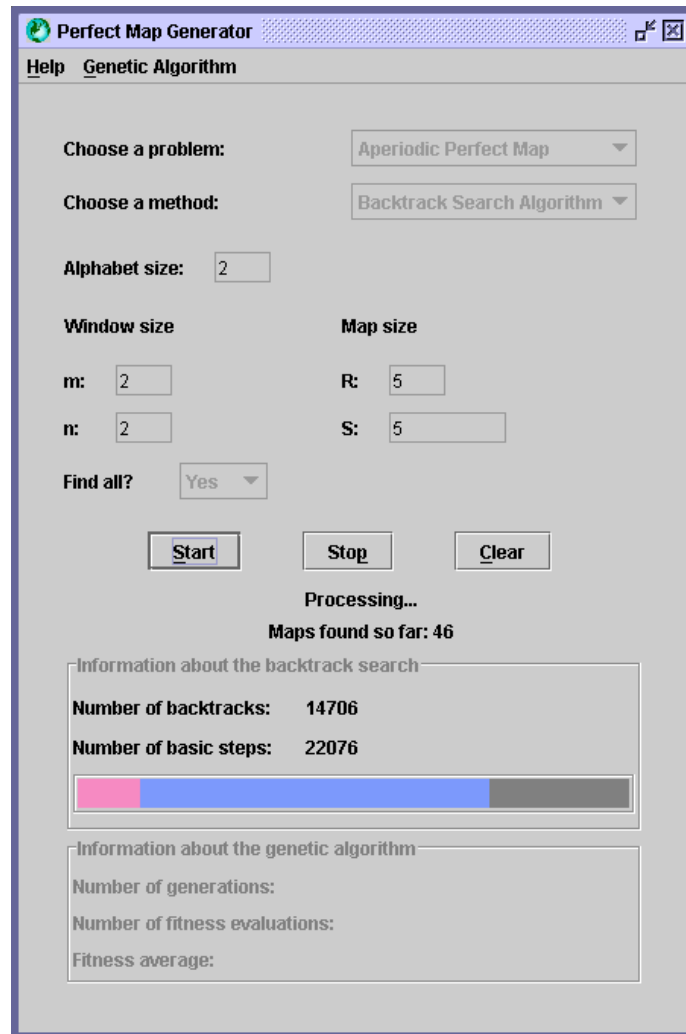 Perfect Map Generator
Help Genetic Algorithm
Choose a problem: Aperiodic Perfect Map
Choose a method: Backtrack Search Algorithm
Alphabet size: 2
Window size Map size
m: 2 R: 5
n: 2 S: 5
Find all? Yes
Start Stop Clear
Processing...
Maps found so far: 46
Information about the backtrack search
Number of backtracks: 14706
Number of basic steps: 22076
Information about the genetic algorithm
Number of generations:
Number of fitness evaluations:
Fitness average: